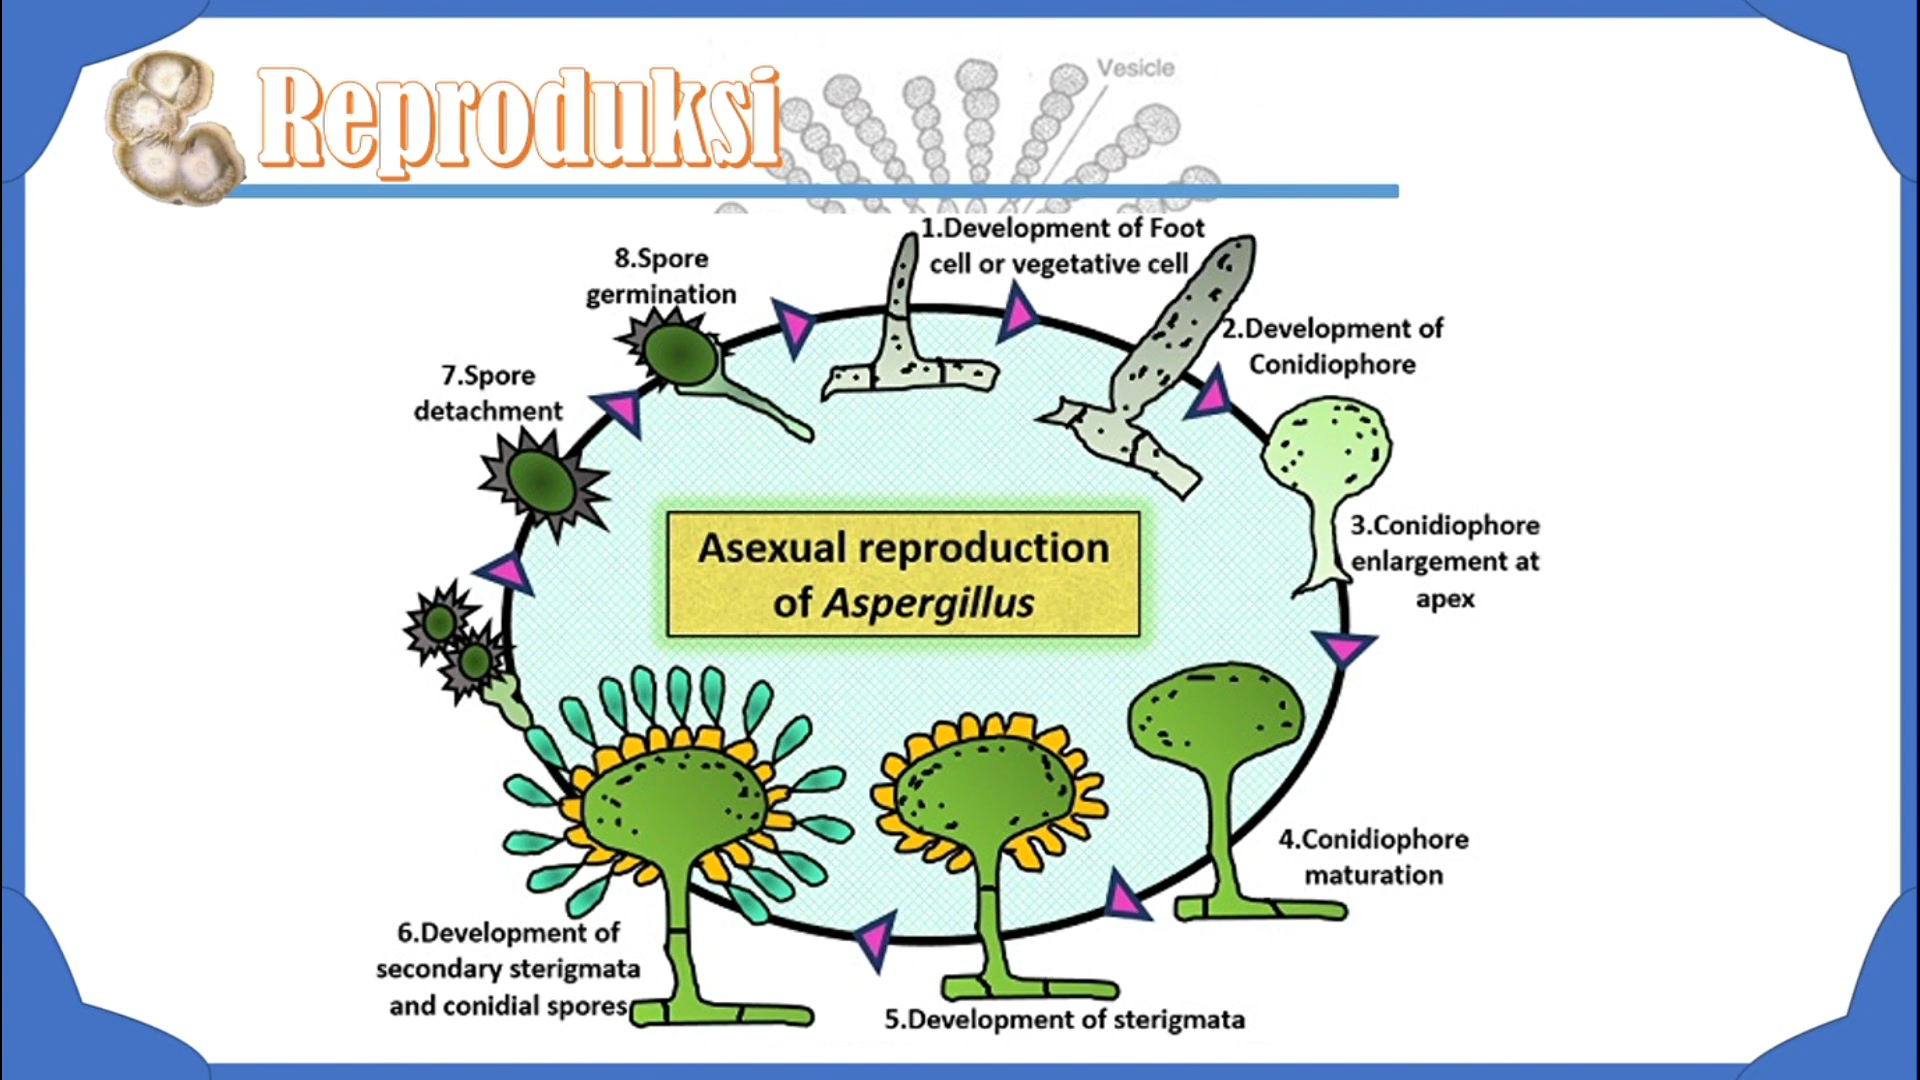 Reproduksi
Vesicle
1.Development of Foot
cell or vegetative cell
2.Development of
Conidiophore
3.Conidiophore
enlargement at
apex
4.Conidiophore
maturation
5.Development of sterigmata
6.Development of
secondary sterigmata
and conidial spores
7.Spore
detachment
8.Spore
germination
Asexual reproduction
of Aspergillus